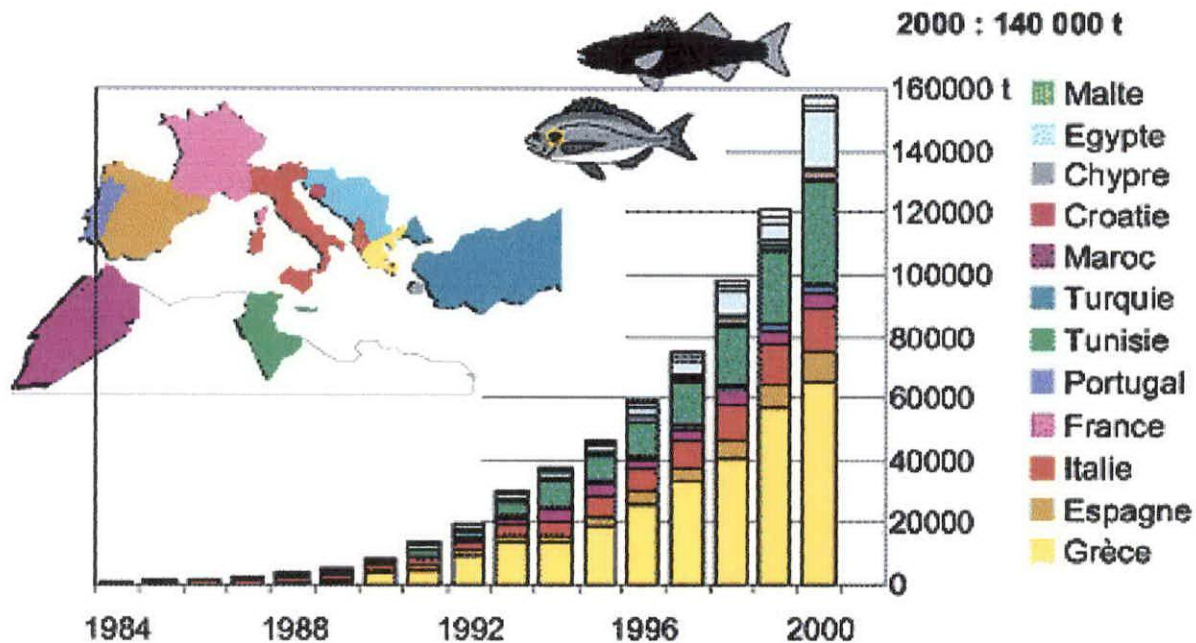 2000 : 140 000 t
160000 t
140000
120000
100000
80000
60000
40000
20000
0
1984
1988
1992
1996
2000
Malte
Egypte
Chypre
Croatie
Maroc
Turquie
Tunisie
Portugal
France
Italie
Espagne
Grèce